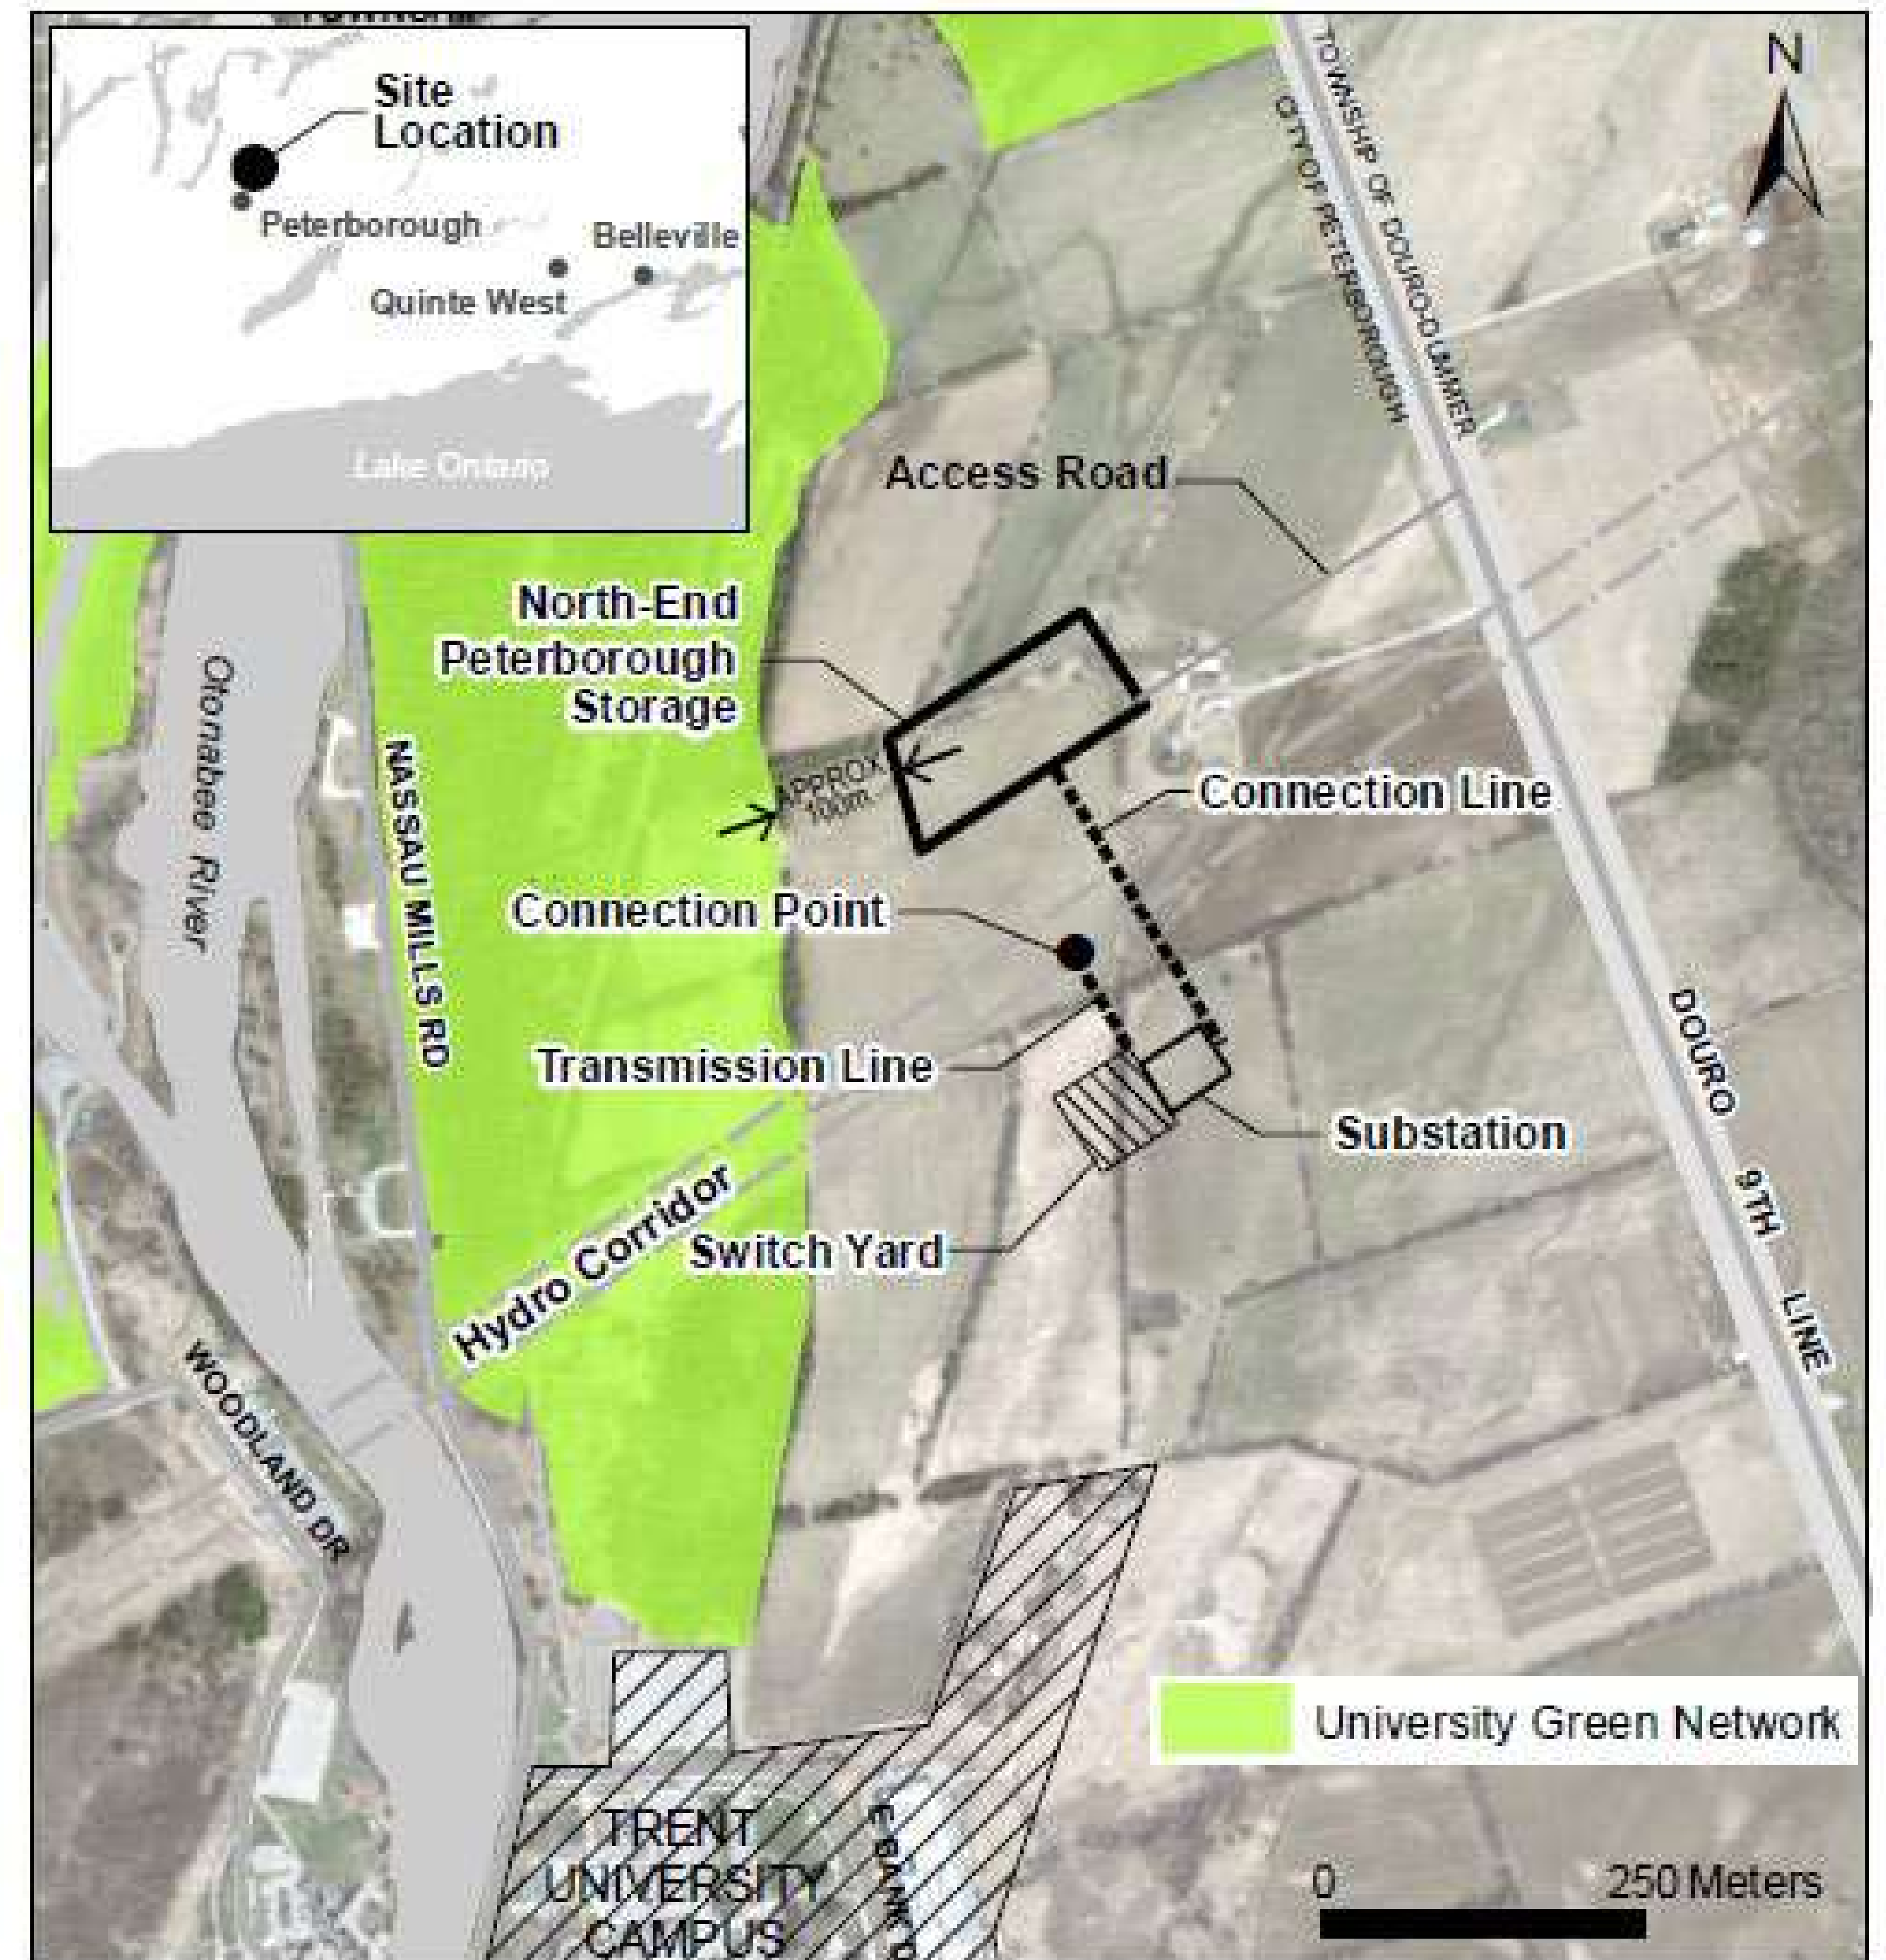 Site
Location
Peterborough
Belleville
Quinte West
Lake Ontario
N
TOWNSHIP OF DOURO-DUMMER
CITY OF PETERBOROUGH
Access Road
North-End
Peterborough
Storage
Otonabee River
NASSAU MILLS RD
APPROX
100m
Connection Line
Connection Point
Transmission Line
Substation
Switch Yard
Hydro Corridor
DOURO 9TH LINE
WOODLAND DR
University Green Network
TRENT
UNIVERSITY
CAMPUS
E BANK
0 250 Meters